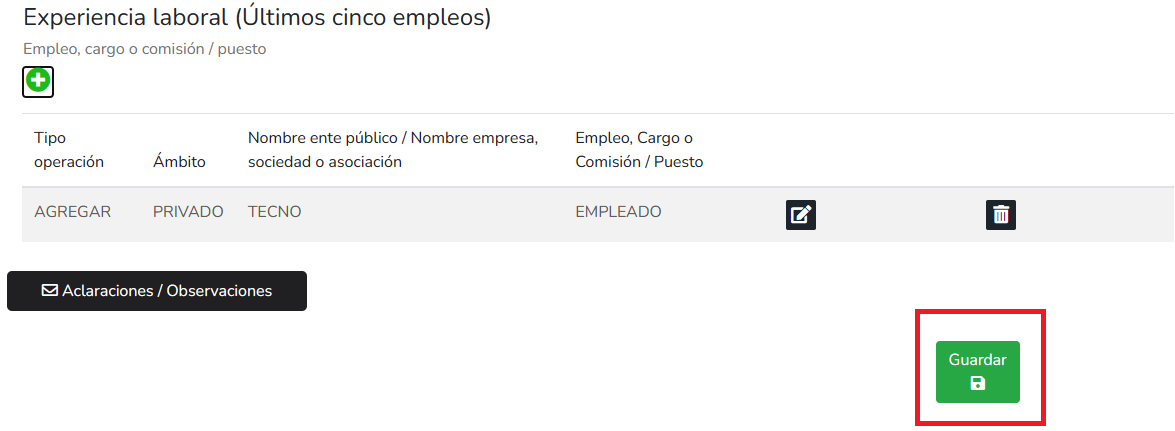 Experiencia laboral (Últimos cinco empleos)
Empleo, cargo o comisión / puesto
Tipo operación
Ámbito
Nombre ente público / Nombre empresa,
sociedad o asociación
Empleo, Cargo o
Comisión / Puesto
AGREGAR PRIVADO TECNO EMPLEADO
Aclaraciones / Observaciones
Guardar